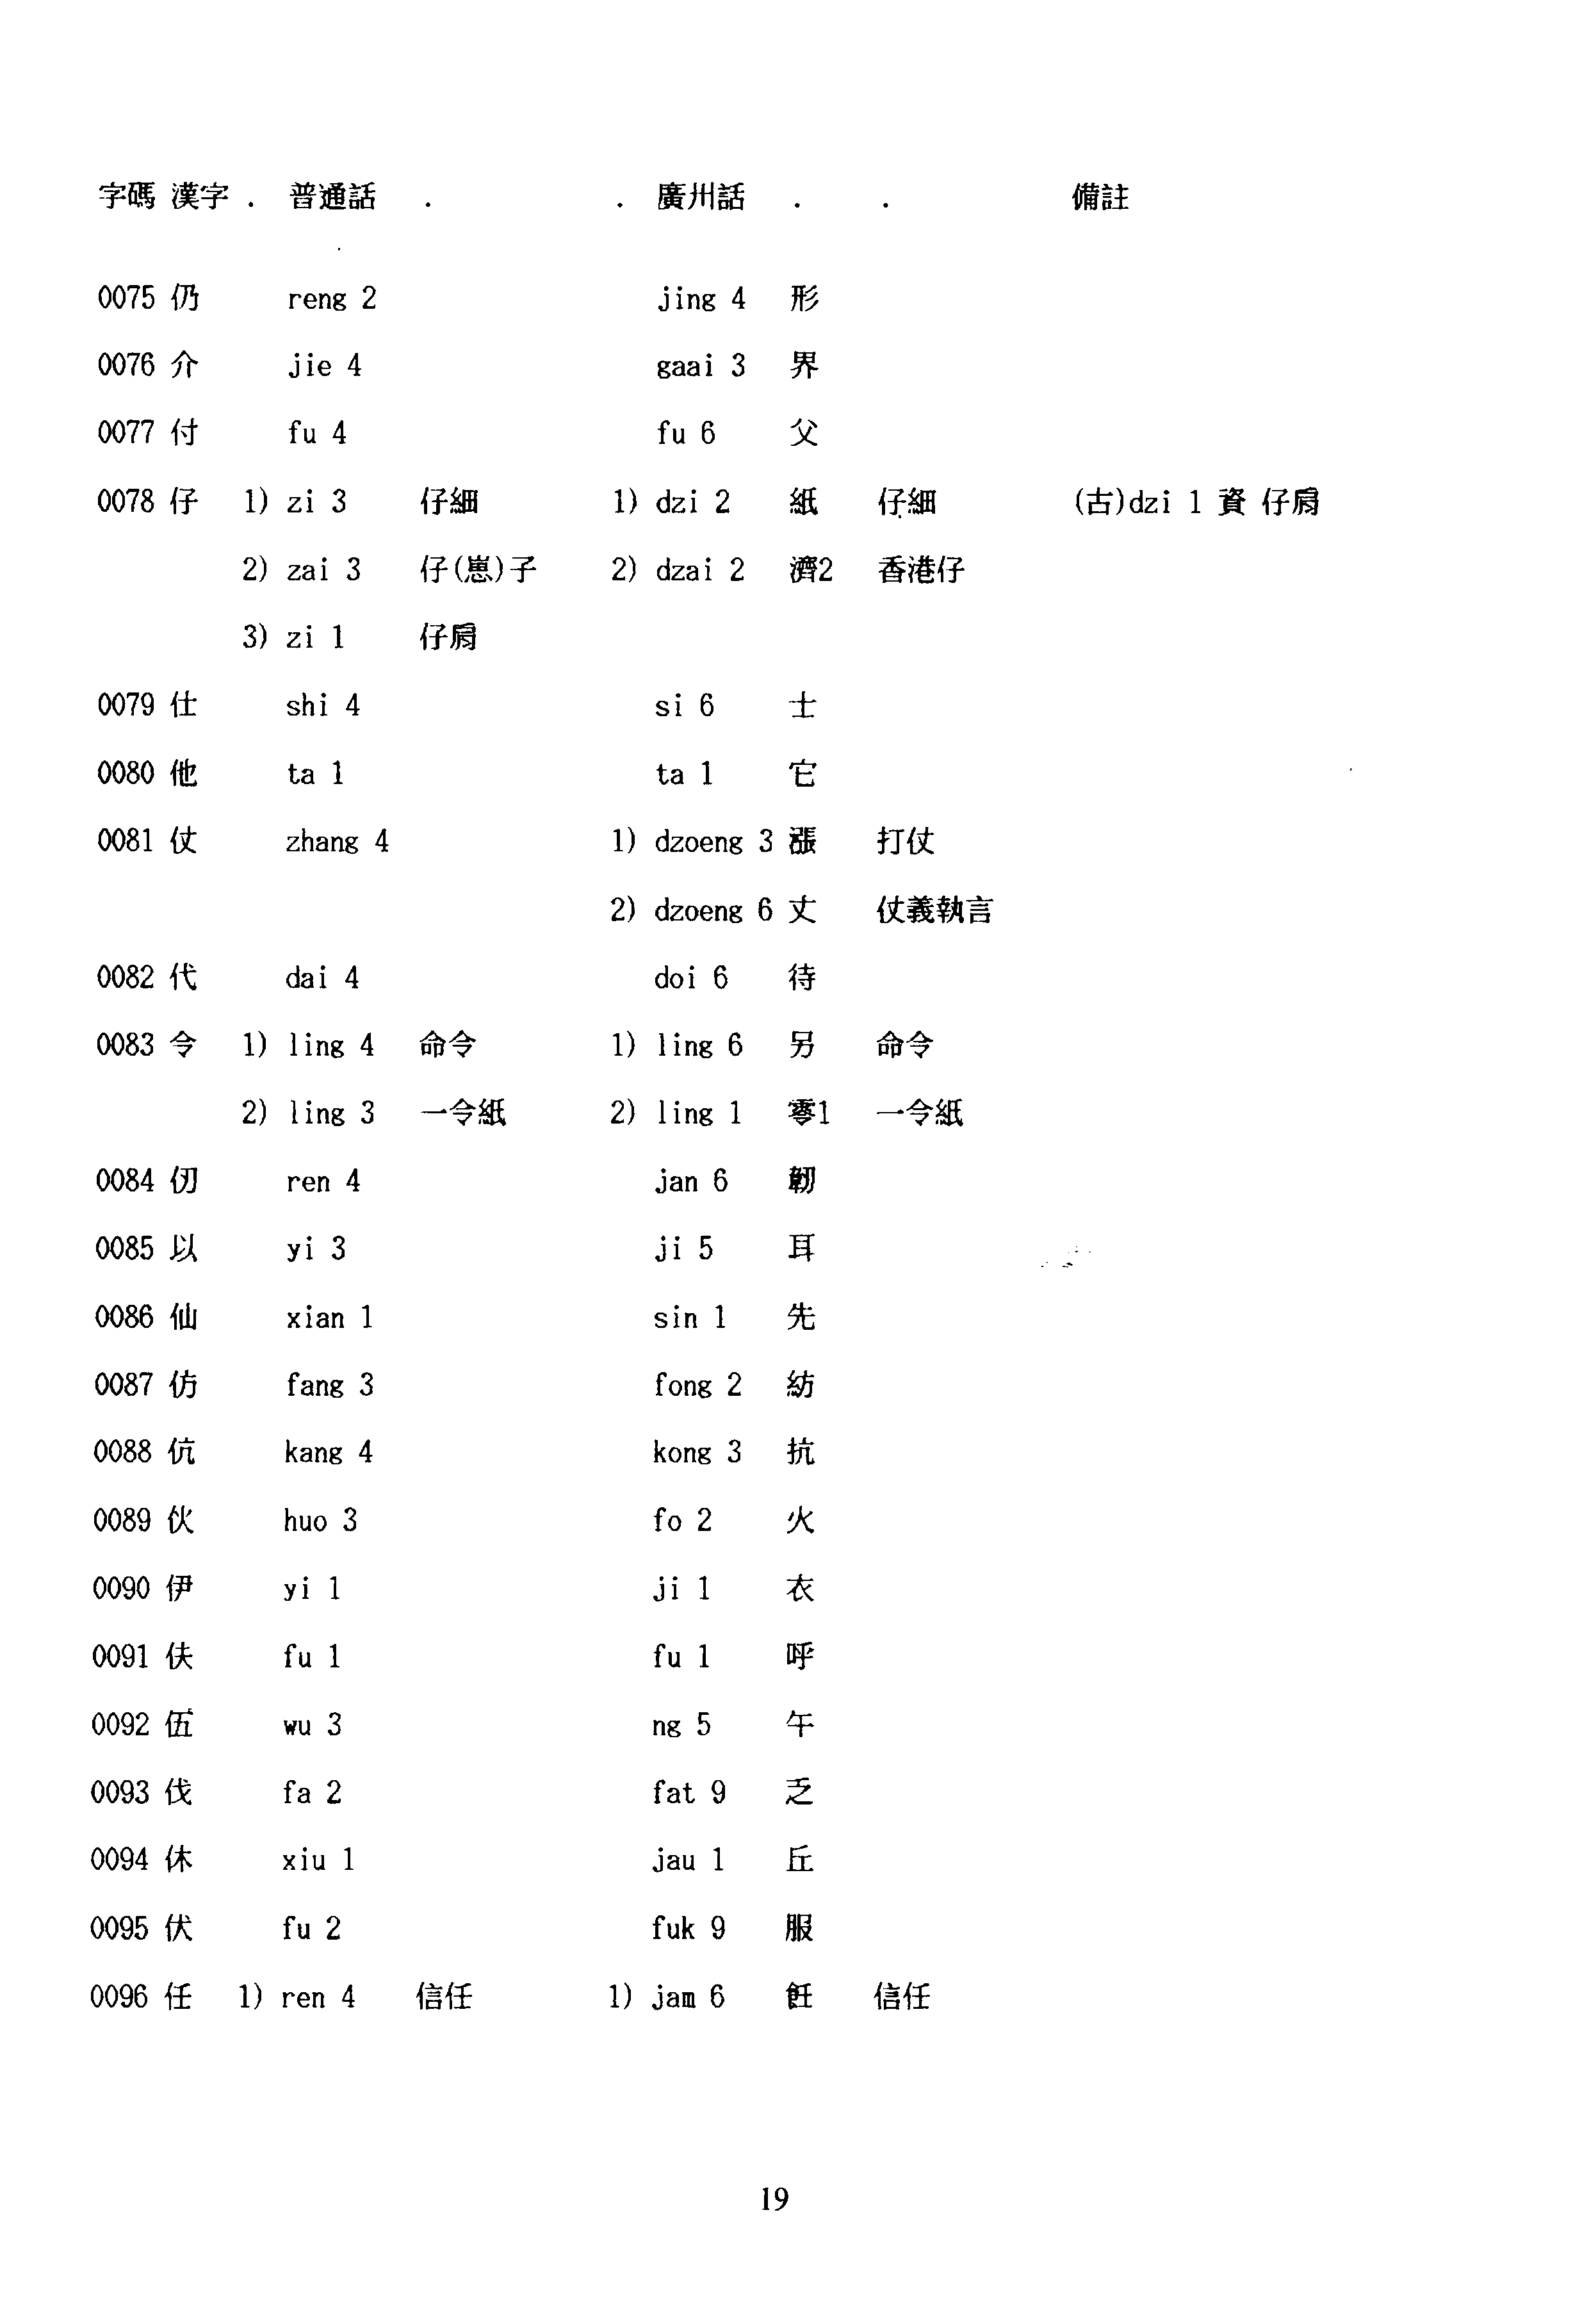 字碼 漢字 . 普通話 . . 廣州話 . . 備註
0075 仍 reng 2 jing 4 形
0076 介 jie 4 gaai 3 界
0077 付 fu 4 fu 6 父
0078 仔 1) zi 3 仔細 1) dzi 2 紙 仔細 (古)dzi 1 資 仔肩
2) zai 3 仔(崽)子 2) dzai 2 濟2 香港仔
3) zi 1 仔肩
0079 仕 shi 4 si 6 士
0080 他 ta 1 ta 1 它
0081 仗 zhang 4 1) dzoeng 3 漲 打仗
2) dzoeng 6 丈 仗義執言
0082 代 dai 4 doi 6 待
0083 令 1) ling 4 命令 1) ling 6 另 命令
2) ling 3 一令紙 2) ling 1 零1 一令紙
0084 仞 ren 4 jan 6 韌
0085 以 yi 3 ji 5 耳
0086 仙 xian 1 sin 1 先
0087 仿 fang 3 fong 2 紡
0088 伉 kang 4 kong 3 抗
0089 伙 huo 3 fo 2 火
0090 伊 yi 1 ji 1 衣
0091 伕 fu 1 fu 1 呼
0092 伍 wu 3 ng 5 午
0093 伐 fa 2 fat 9 乏
0094 休 xiu 1 jau 1 丘
0095 伏 fu 2 fuk 9 服
0096 任 1) ren 4 信任 1) jam 6 飪 信任
19